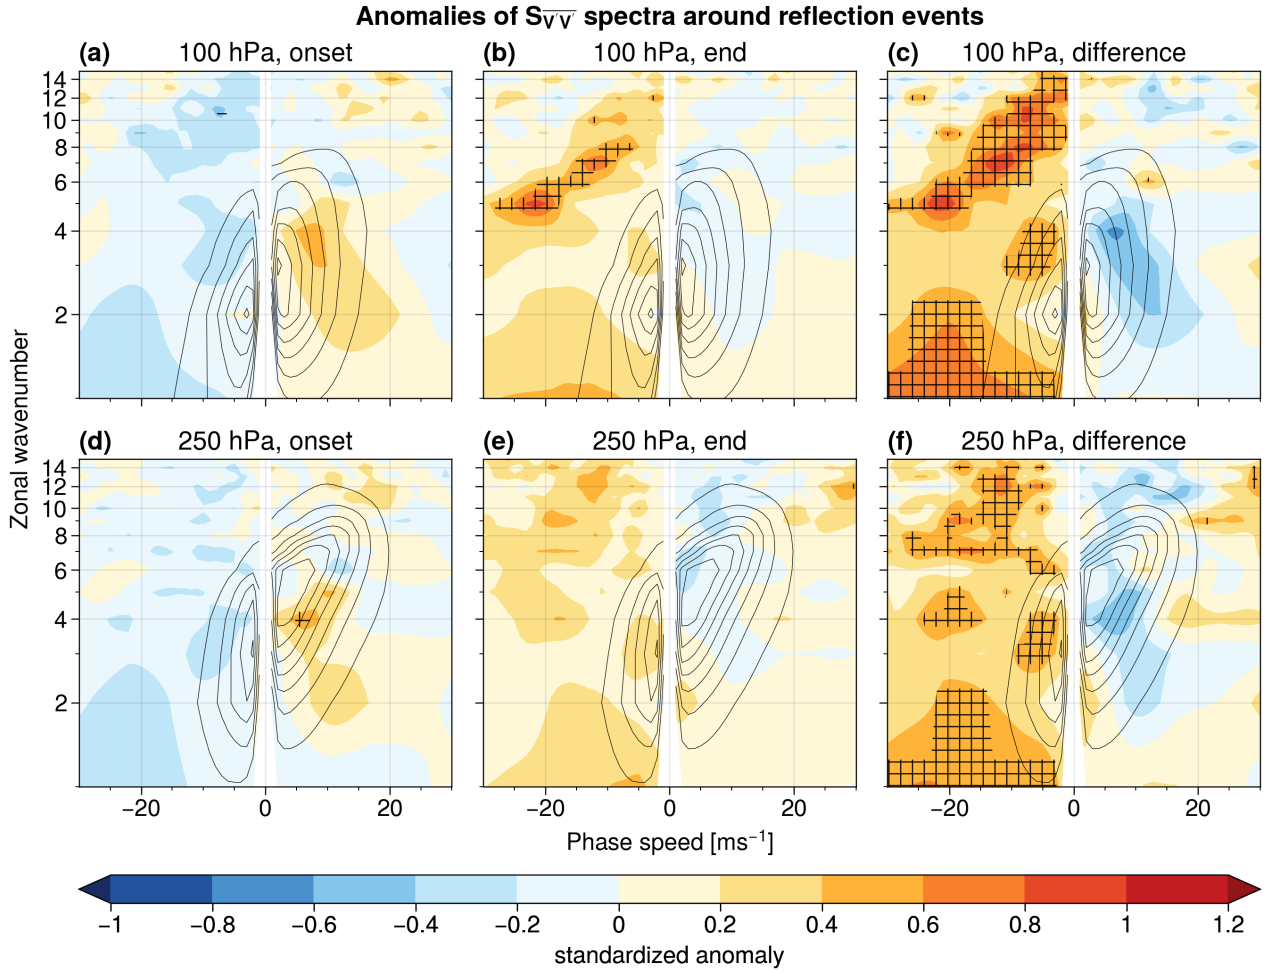 Anomalies of S_{V′V′} spectra around reflection events
(a) 100 hPa, onset
(b) 100 hPa, end
(c) 100 hPa, difference
14
12
10
8
6
4
2
Zonal wavenumber
(d) 250 hPa, onset
(e) 250 hPa, end
(f) 250 hPa, difference
14
12
10
8
6
4
2
−20 0 20
−20 0 20
−20 0 20
Phase speed [ms⁻¹]
−1 −0.8 −0.6 −0.4 −0.2 0 0.2 0.4 0.6 0.8 1 1.2
standardized anomaly